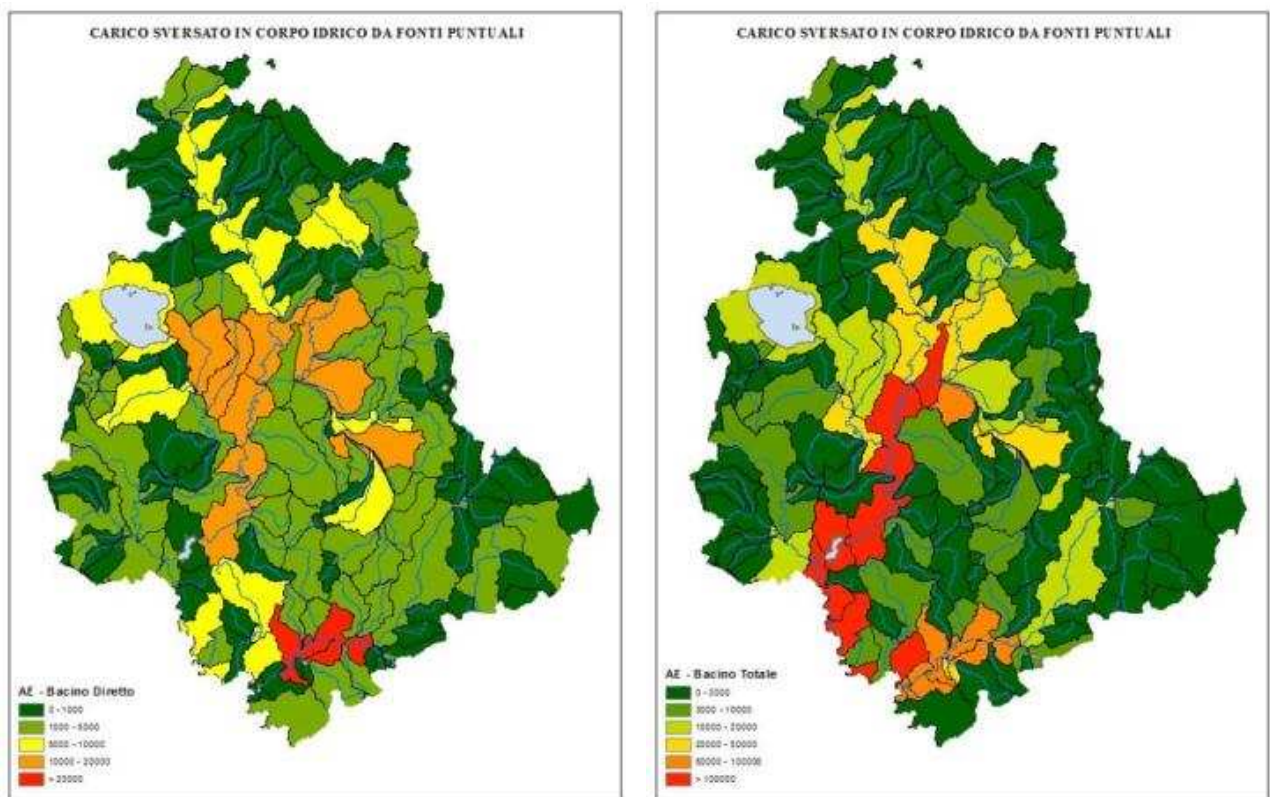 CARICO SVERSATO IN CORPO IDRICO DA FONTI PUNTUALI
AE - Bacino Diretto
0 - 1000
1000 - 5000
5000 - 10000
10000 - 20000
> 20000
CARICO SVERSATO IN CORPO IDRICO DA FONTI PUNTUALI
AE - Bacino Totale
0 - 3000
3000 - 10000
10000 - 20000
20000 - 50000
50000 - 100000
> 100000